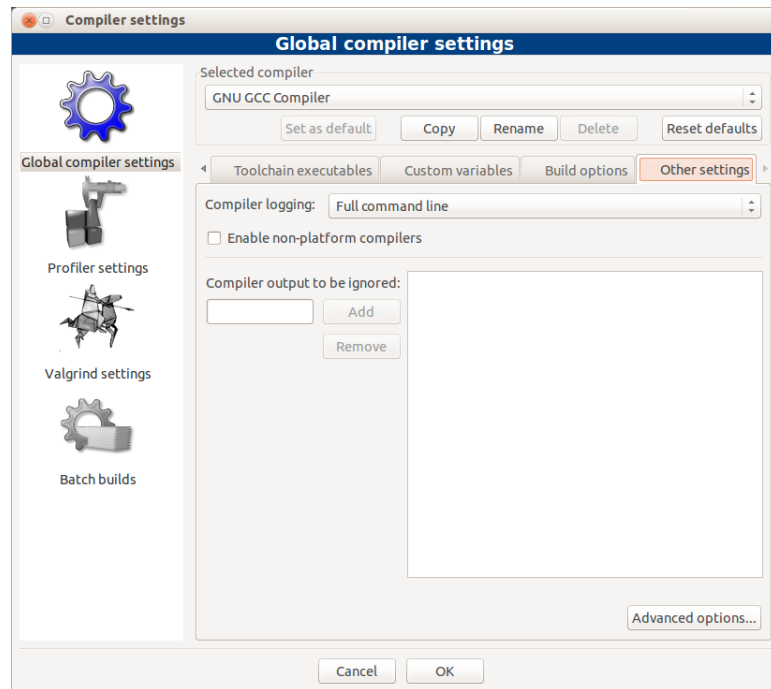 Compiler settings
Global compiler settings
Selected compiler
GNU GCC Compiler
Set as default
Copy
Rename
Delete
Reset defaults
Global compiler settings
Profiler settings
Valgrind settings
Batch builds
Toolchain executables
Custom variables
Build options
Other settings
Compiler logging:
Full command line
Enable non-platform compilers
Compiler output to be ignored:
Add
Remove
Advanced options...
Cancel
OK